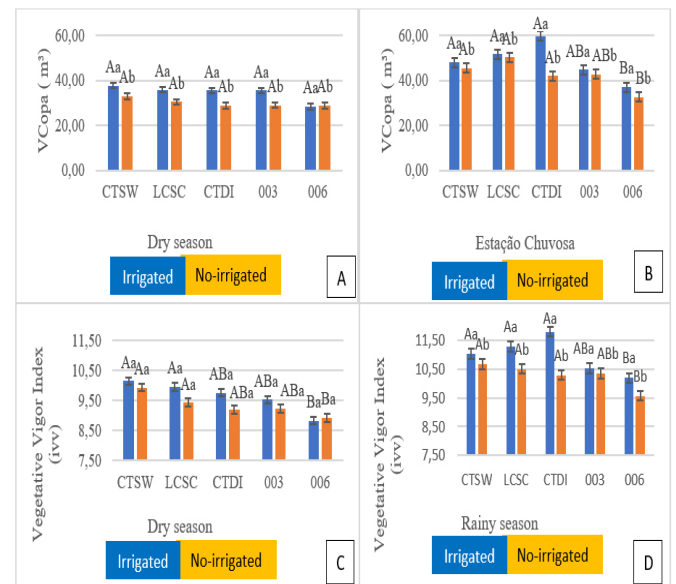 60,00
40,00
20,00
0,00
VCopa ( m³)
Aa Ab Aa Ab Aa Ab Aa Ab Aa Ab
CTSW LCSC CTDI 003 006
Dry season
Irrigated No-irrigated
A
60,00
40,00
20,00
0,00
VCopa ( m³)
Aa Ab Aa Ab Aa Ab ABa ABb Ba Bb
CTSW LCSC CTDI 003 006
Estação Chuvosa
Irrigated No-irrigated
B
11,50
10,50
9,50
8,50
7,50
Vegetative Vigor Index
(ivv)
Aa Aa Aa Aa ABa ABa ABa ABa Ba Ba
CTSW LCSC CTDI 003 006
Dry season
Irrigated No-irrigated
C
11,50
10,50
9,50
8,50
7,50
Vegetative Vigor Index
(ivv)
Aa Ab Aa Ab Aa Ab ABa ABb Ba Bb
CTSW LCSC CTDI 003 006
Rainy season
Irrigated No-irrigated
D